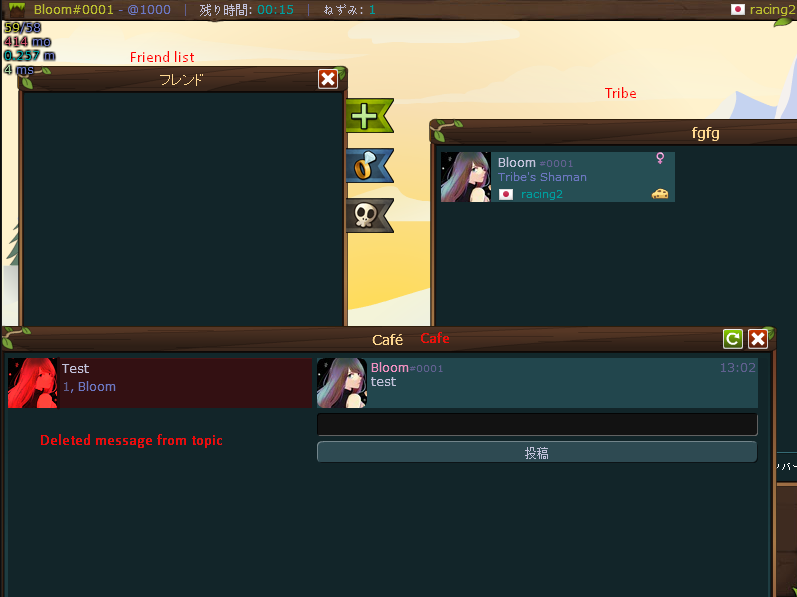 Bloom#0001 - @1000 | 残り時間: 00:15 | ねずみ: 1
racing2
59/58
414 mo
0.257 m
4 ms
Friend list
フレンド
Tribe
fgfg
Bloom #0001
Tribe's Shaman
racing2
Café
Cafe
Test
1, Bloom
Bloom#0001
13:02
test
Deleted message from topic
投稿